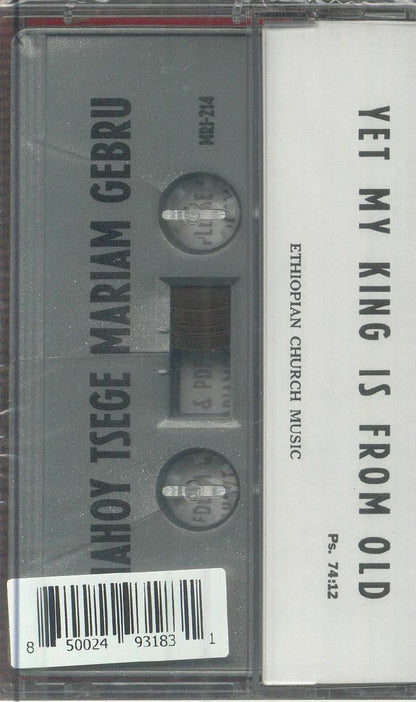 YET MY KING IS FROM OLD
Ps. 74:12
ETHIOPIAN CHURCH MUSIC
MRI-214
AHOY TSEGE MARIAM GEBRU
8 50024 93183 1